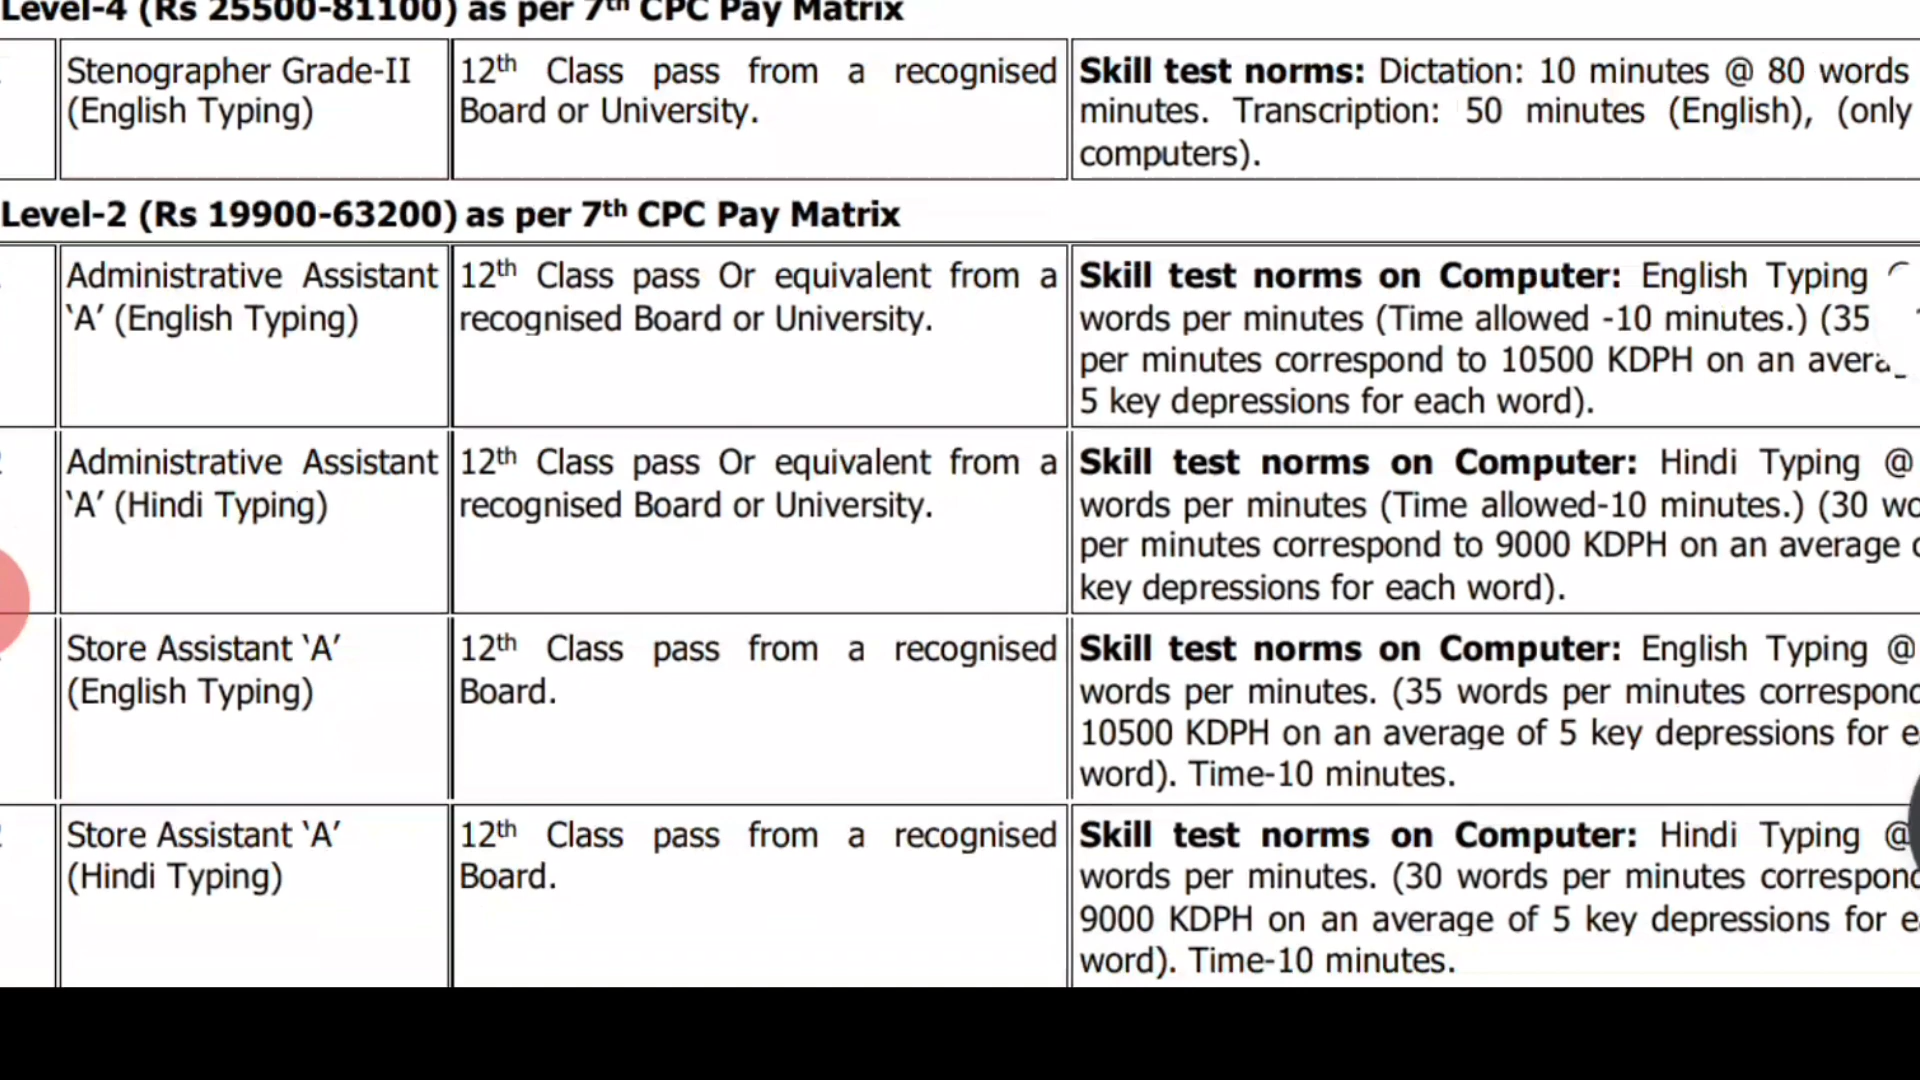 Level-4 (Rs 25500-81100) as per 7th CPC Pay Matrix
Stenographer Grade-II
(English Typing)
12th Class pass from a recognised
Board or University.
Skill test norms: Dictation: 10 minutes @ 80 words
minutes. Transcription: 50 minutes (English), (only
computers).
Level-2 (Rs 19900-63200) as per 7th CPC Pay Matrix
Administrative Assistant
‘A’ (English Typing)
12th Class pass Or equivalent from a
recognised Board or University.
Skill test norms on Computer: English Typing
words per minutes (Time allowed -10 minutes.) (35
per minutes correspond to 10500 KDPH on an
5 key depressions for each word).
Administrative Assistant
‘A’ (Hindi Typing)
12th Class pass Or equivalent from a
recognised Board or University.
Skill test norms on Computer: Hindi Typing @
words per minutes (Time allowed-10 minutes.) (30
per minutes correspond to 9000 KDPH on an average
key depressions for each word).
Store Assistant ‘A’
(English Typing)
12th Class pass from a recognised
Board.
Skill test norms on Computer: English Typing @
words per minutes. (35 words per minutes correspond
10500 KDPH on an average of 5 key depressions for
word). Time-10 minutes.
Store Assistant ‘A’
(Hindi Typing)
12th Class pass from a recognised
Board.
Skill test norms on Computer: Hindi Typing @
words per minutes. (30 words per minutes correspond
9000 KDPH on an average of 5 key depressions for
word). Time-10 minutes.